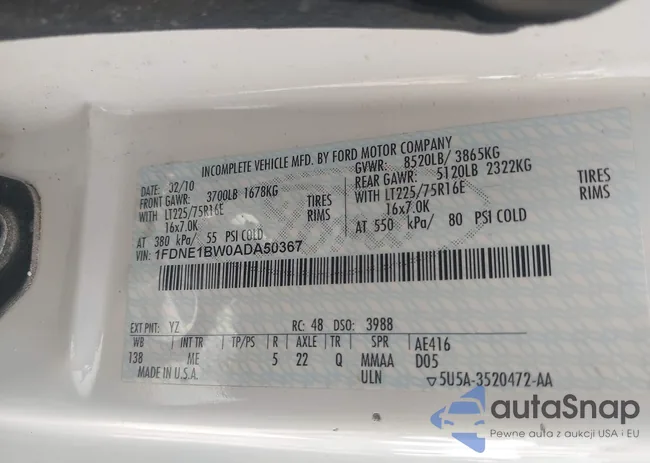 INCOMPLETE VEHICLE MFD. BY FORD MOTOR COMPANY
DATE: 02/10 GVWR: 8520LB/ 3865KG
FRONT GAWR: 3700LB 1678KG REAR GAWR: 5120LB 2322KG
WITH LT225/75R16E TIRES WITH LT225/75R16E TIRES
16x7.0K RIMS 16x7.0K RIMS
AT 380 kPa/ 55 PSI COLD AT 550 kPa/ 80 PSI COLD
VIN: 1FDNE1BW0ADA50367
EXT PNT: YZ RC: 48 DSO: 3988
WB INT TR TP/PS R AXLE TR SPR AE416
138 ME 5 22 Q MMAA D05
MADE IN U.S.A. ULN ▽5U5A-3520472-AA
autoSnap
Pewne auta z aukcji USA i EU